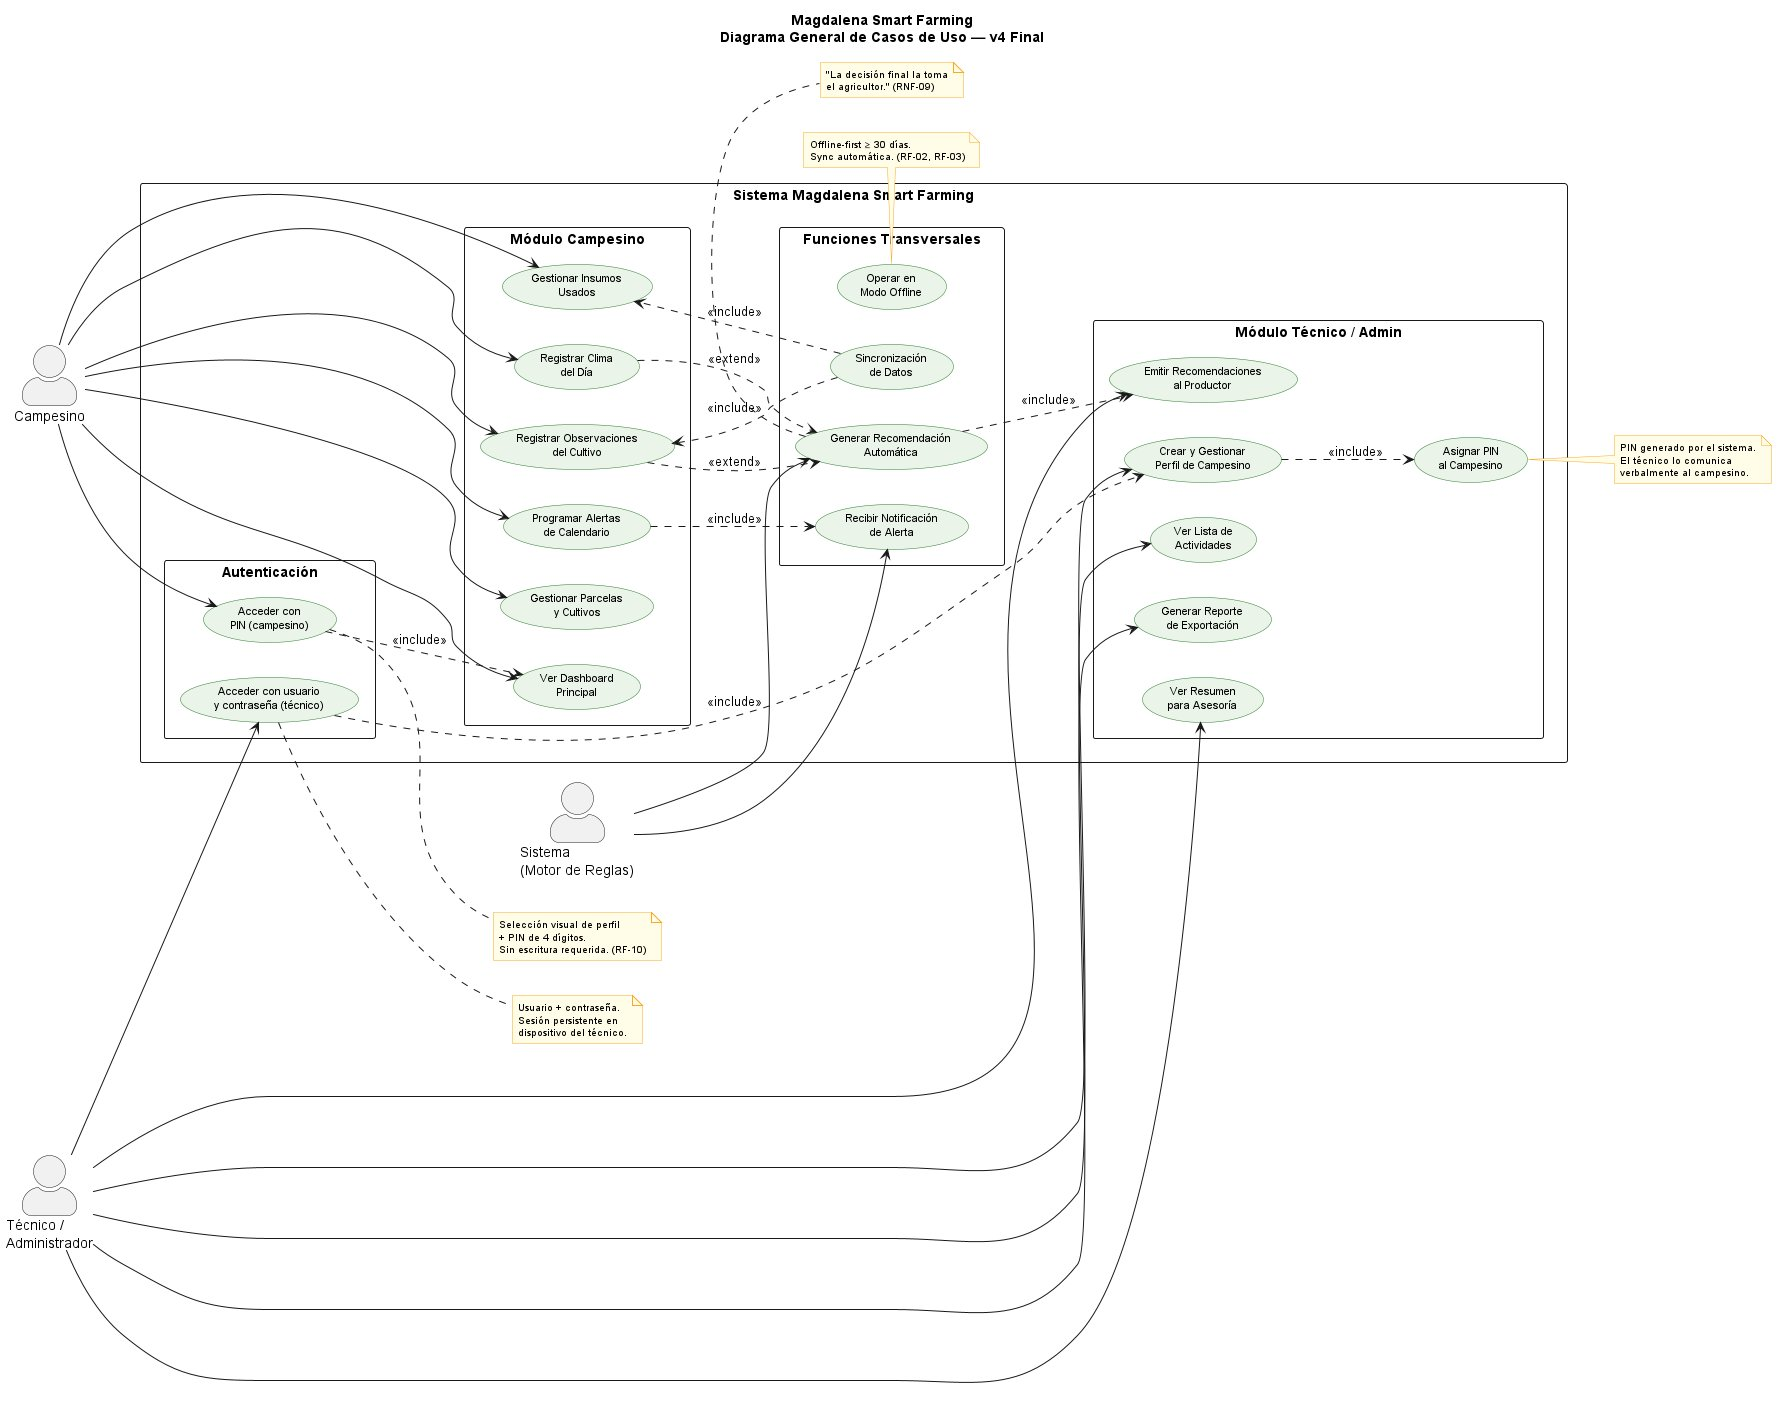 Magdalena Smart Farming
Diagrama General de Casos de Uso — v4 Final
"La decisión final la toma
el agricultor." (RNF-09)
Offline-first ≥ 30 días.
Sync automática. (RF-02, RF-03)
Sistema Magdalena Smart Farming
Módulo Campesino
Gestionar Insumos
Usados
Registrar Clima
del Día
Registrar Observaciones
del Cultivo
Programar Alertas
de Calendario
Gestionar Parcelas
y Cultivos
Ver Dashboard
Principal
Funciones Transversales
Operar en
Modo Offline
Sincronización
de Datos
Generar Recomendación
Automática
Recibir Notificación
de Alerta
«include»
«extend»
«include»
«extend»
«include»
«include»
«include»
«include»
«include»
Módulo Técnico / Admin
Emitir Recomendaciones
al Productor
Crear y Gestionar
Perfil de Campesino
Asignar PIN
al Campesino
Ver Lista de
Actividades
Generar Reporte
de Exportación
Ver Resumen
para Asesoría
PIN generado por el sistema.
El técnico lo comunica
verbalmente al campesino.
Campesino
Autenticación
Acceder con
PIN (campesino)
Acceder con usuario
y contraseña (técnico)
Sistema
(Motor de Reglas)
Selección visual de perfil
+ PIN de 4 dígitos.
Sin escritura requerida. (RF-10)
Usuario + contraseña.
Sesión persistente en
dispositivo del técnico.
Técnico /
Administrador